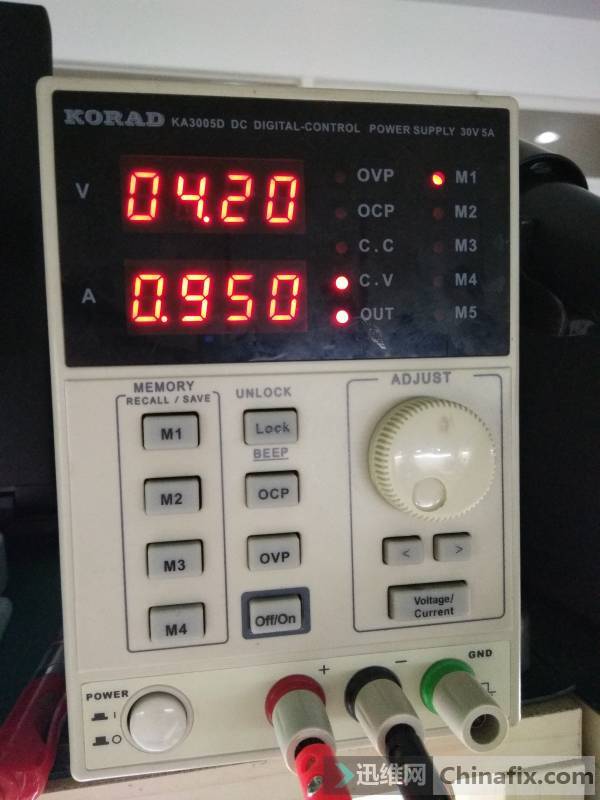 KORAD KA3005D DC DIGITAL-CONTROL POWER SUPPLY 30V 5A
V 04.20 OVP M1
OCP M2
C.C M3
A 0.950 C.V M4
OUT M5
MEMORY
RECALL / SAVE
UNLOCK
ADJUST
M1 Lock
BEEP
M2 OCP
M3 OVP < >
M4 Off/On Voltage/
Current
POWER
I
O
+ − GND
迅维网 Chinafix.com